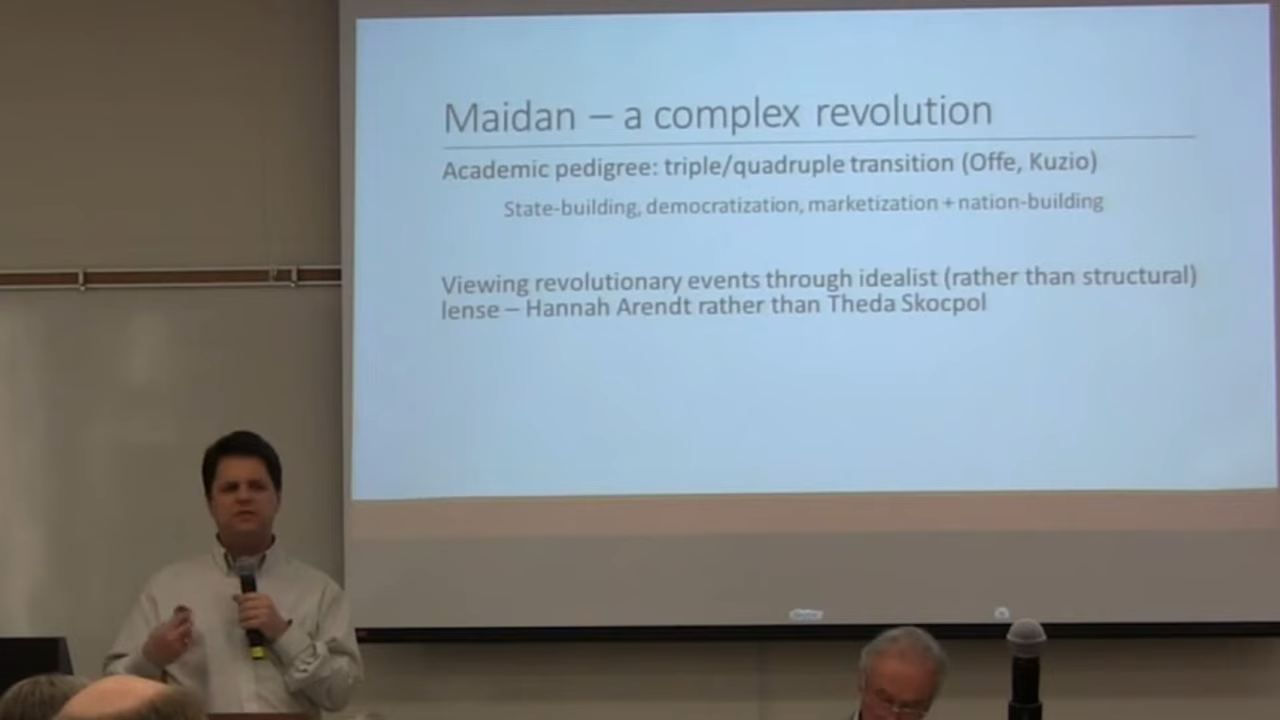 Maidan – a complex revolution
Academic pedigree: triple/quadruple transition (Offe, Kuzio)
State-building, democratization, marketization + nation-building
Viewing revolutionary events through idealist (rather than structural)
lense – Hannah Arendt rather than Theda Skocpol